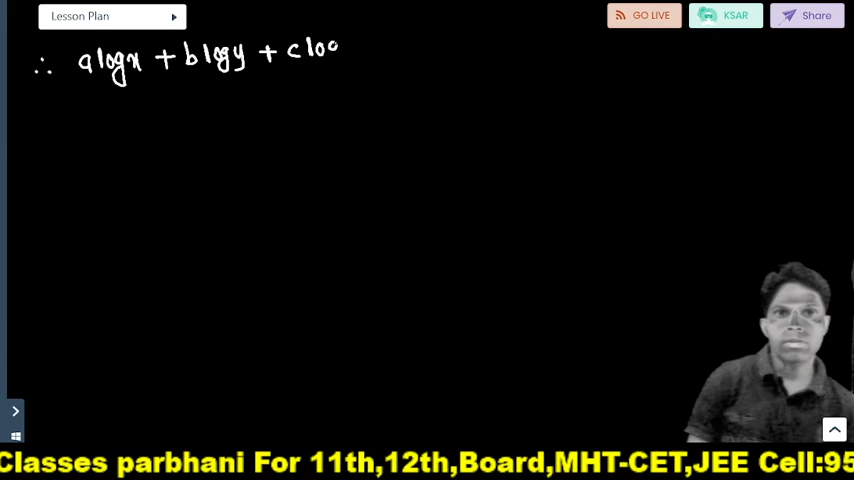 Lesson Plan
GO LIVE
KSAR
Share
∴ alogx + blogy + clo
Classes parbhani For 11th,12th,Board,MHT-CET,JEE Cell:95